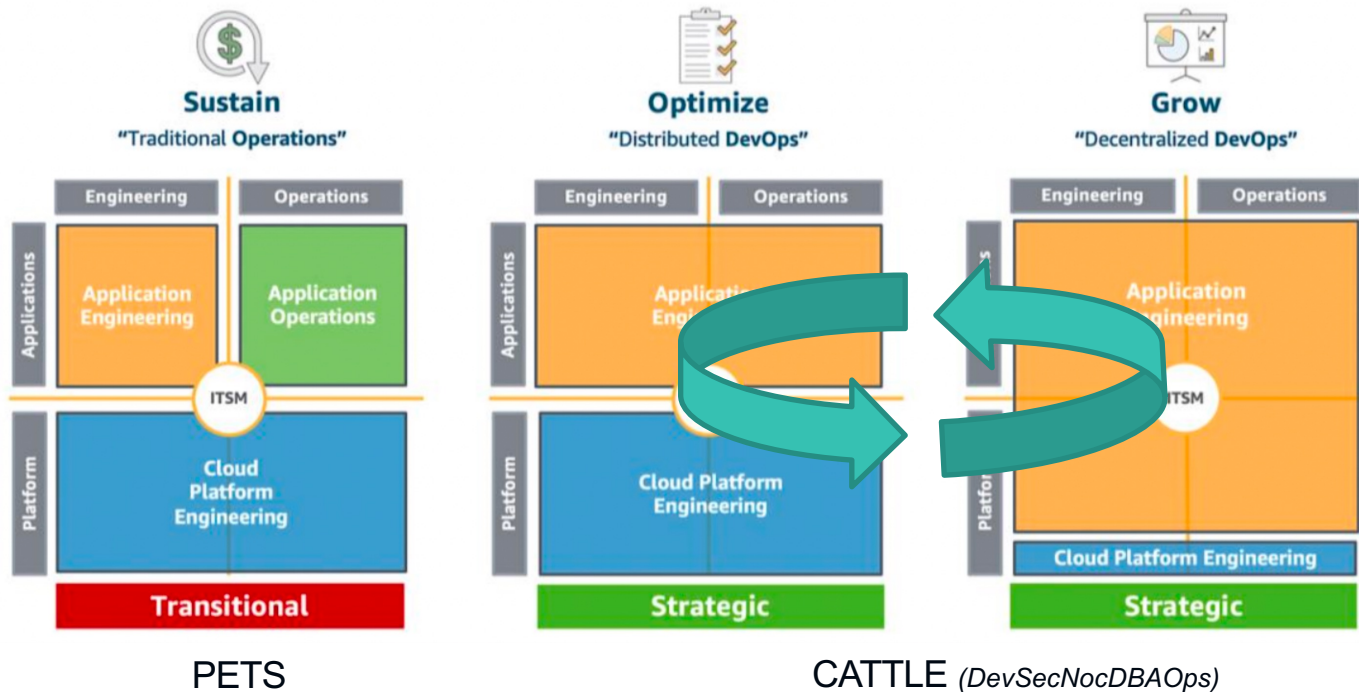 Sustain
"Traditional Operations"
Engineering
Operations
Applications
Application
Engineering
Application
Operations
ITSM
Platform
Cloud
Platform
Engineering
Transitional
PETS
Optimize
"Distributed DevOps"
Engineering
Operations
Applications
Platform
Cloud Platform
Engineering
Strategic
Grow
"Decentralized DevOps"
Engineering
Operations
Application
ITSM
Cloud Platform Engineering
Strategic
CATTLE (DevSecNocDBAOps)